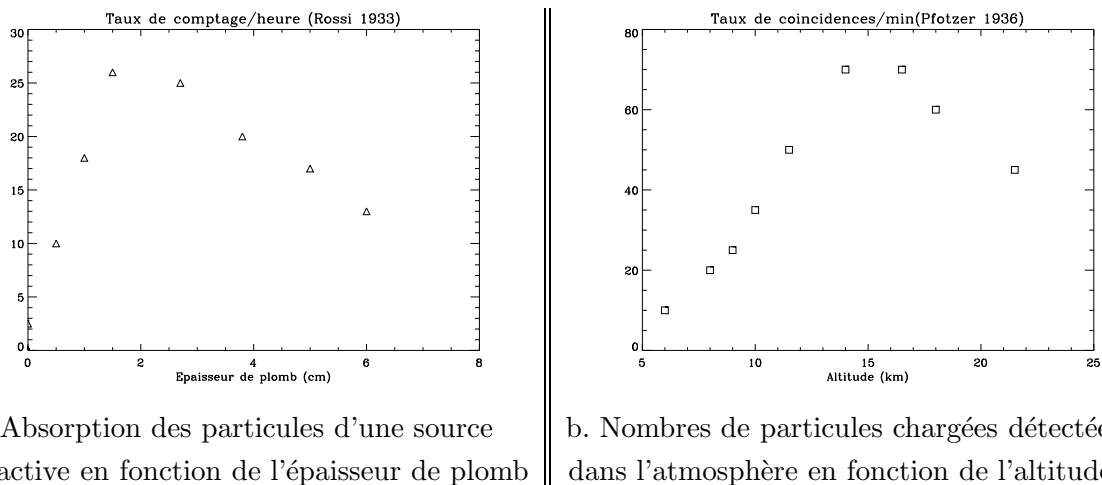 Taux de comptage/heure (Rossi 1933)
30
25
20
15
10
5
0
0 2 4 6 8
Epaisseur de plomb (cm)
Absorption des particules d'une source
active en fonction de l'épaisseur de plomb
Taux de coincidences/min(Pfotzer 1936)
80
60
40
20
0
5 10 15 20 25
Altitude (km)
b. Nombres de particules chargées détectée
dans l'atmosphère en fonction de l'altitude